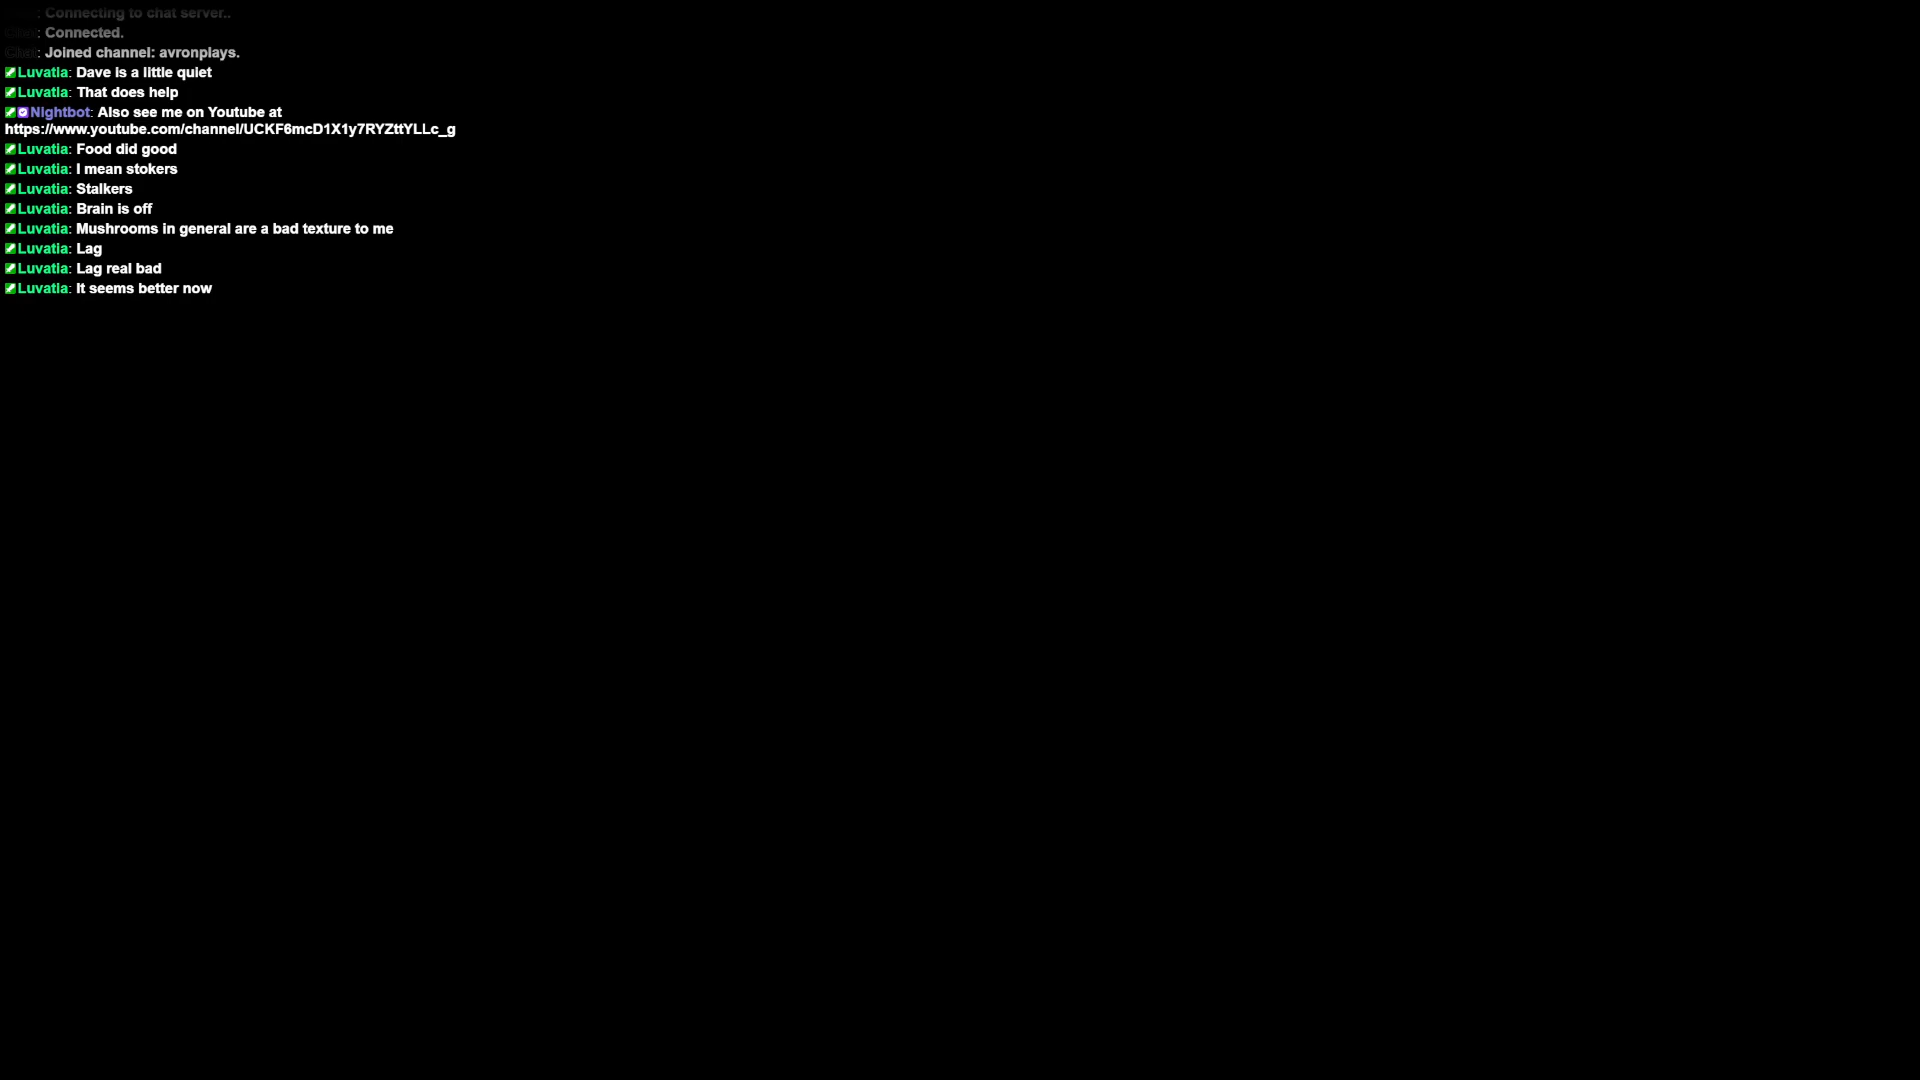 : Connecting to chat server..
Chat: Connected.
Chat: Joined channel: avronplays.
Luvatia: Dave is a little quiet
Luvatia: That does help
Nightbot: Also see me on Youtube at
https://www.youtube.com/channel/UCKF6mcD1X1y7RYZttYLLc_g
Luvatia: Food did good
Luvatia: I mean stokers
Luvatia: Stalkers
Luvatia: Brain is off
Luvatia: Mushrooms in general are a bad texture to me
Luvatia: Lag
Luvatia: Lag real bad
Luvatia: It seems better now